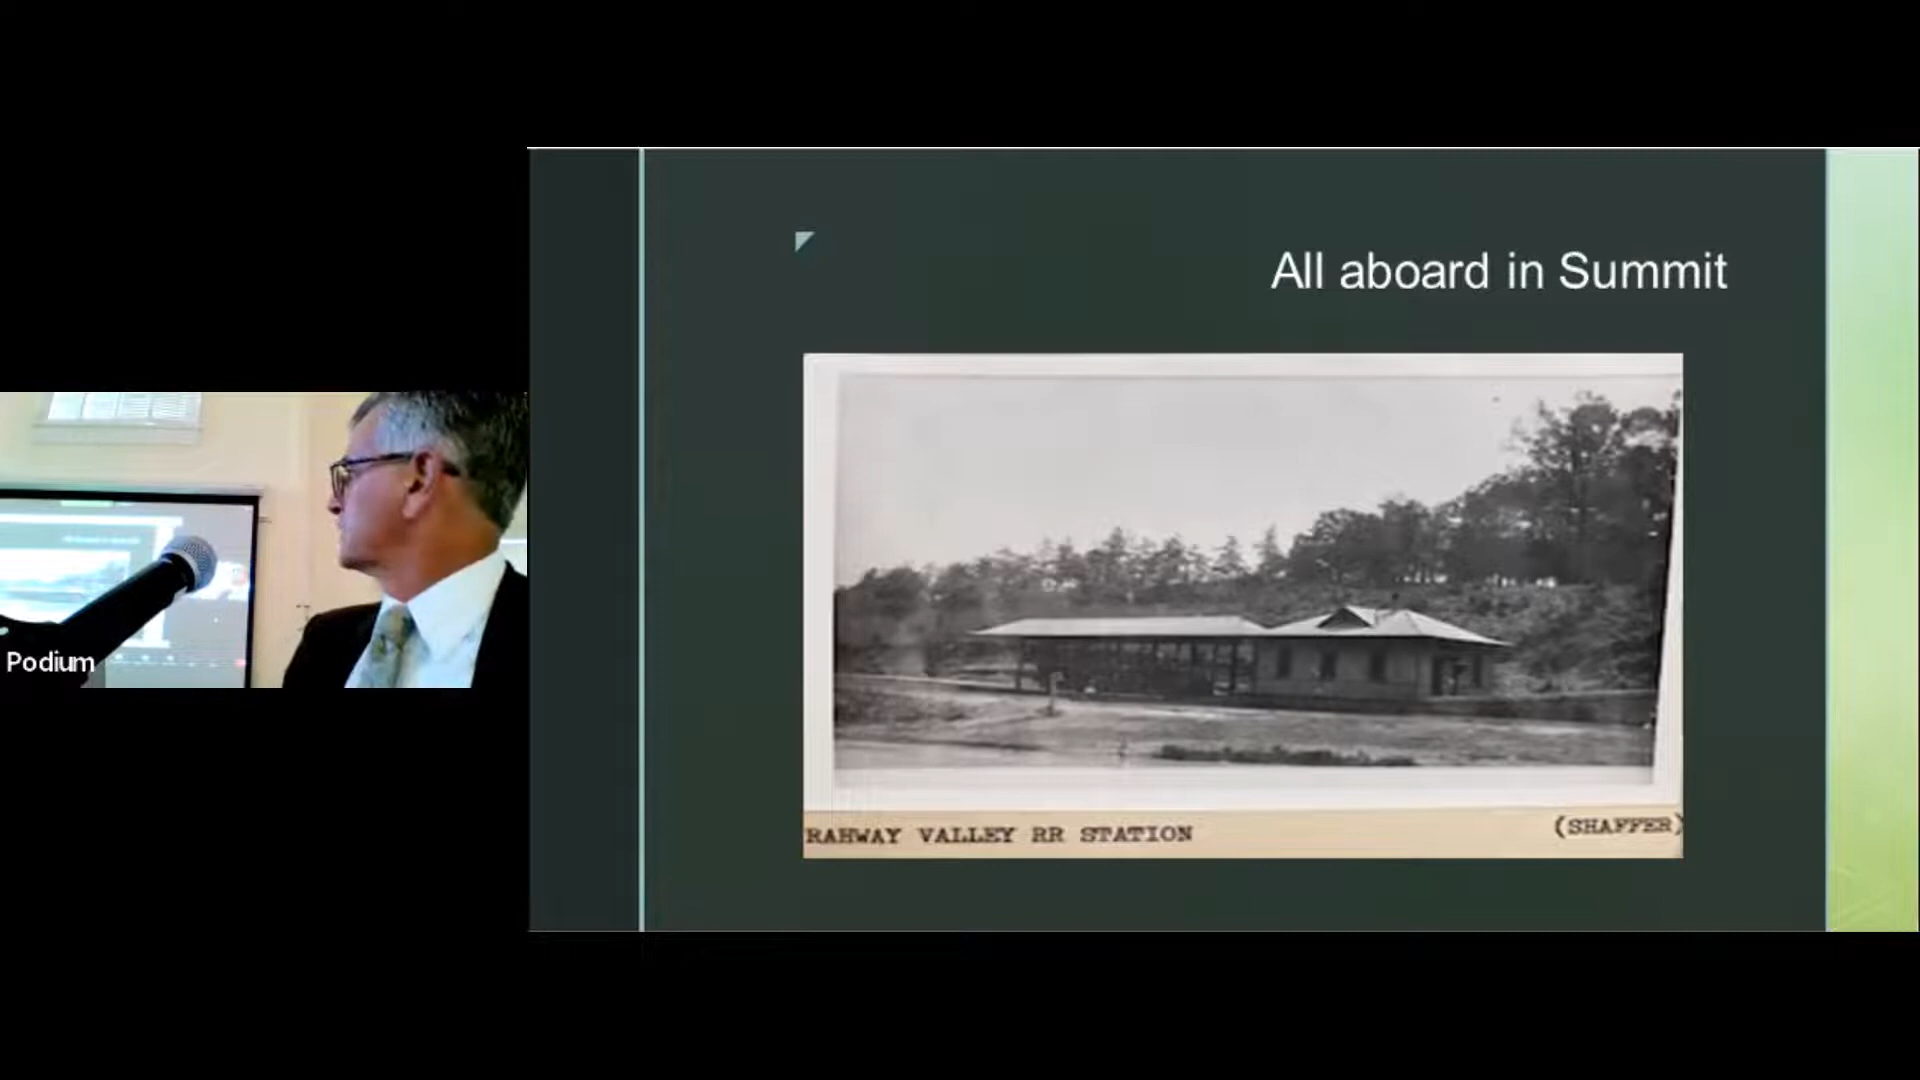 All aboard in Summit
RAHWAY VALLEY RR STATION
(SHAFFER)
Podium